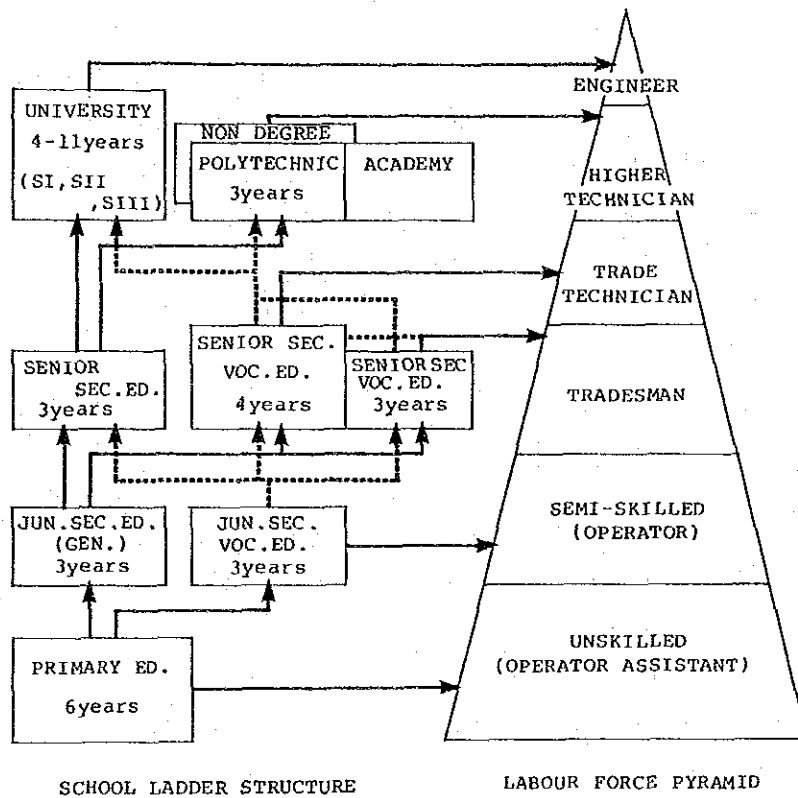 UNIVERSITY
4-11years
(SI,SII
,SIII)
NON DEGREE
POLYTECHNIC
3years
ACADEMY
SENIOR
SEC.ED.
3years
SENIOR SEC.
VOC.ED.
4years
SENIOR SEC
VOC.ED.
3years
JUN.SEC.ED.
(GEN.)
3years
JUN.SEC.
VOC.ED.
3years
PRIMARY ED.
6years
SCHOOL LADDER STRUCTURE
ENGINEER
HIGHER
TECHNICIAN
TRADE
TECHNICIAN
TRADESMAN
SEMI-SKILLED
(OPERATOR)
UNSKILLED
(OPERATOR ASSISTANT)
LABOUR FORCE PYRAMID